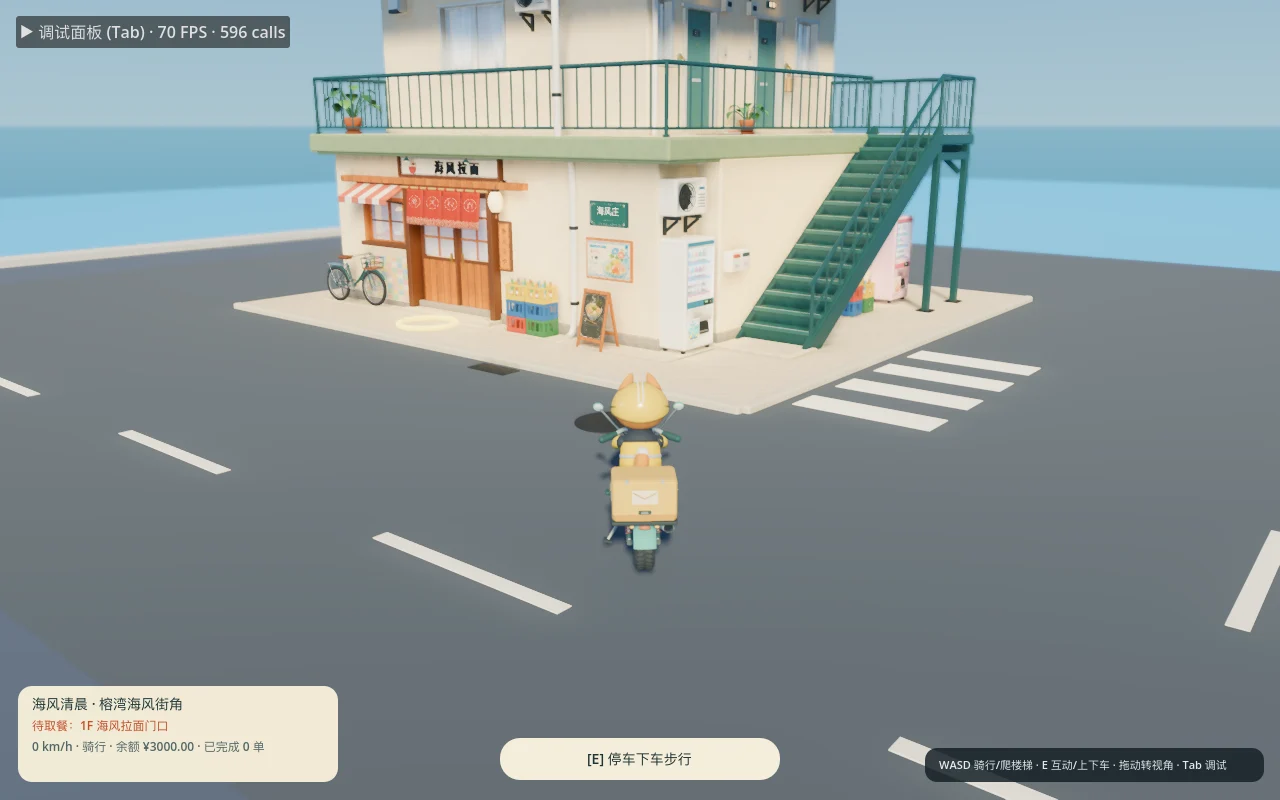 ▶ 调试面板 (Tab) · 70 FPS · 596 calls
海风拉面
海风庄
海风清晨 · 榕湾海风街角
待取餐: 1F 海风拉面门口
0 km/h · 骑行 · 余额 ¥3000.00 · 已完成 0 单
[E] 停车下车步行
WASD 骑行/爬楼梯 · E 互动/上下车 · 拖动转视角 · Tab 调试